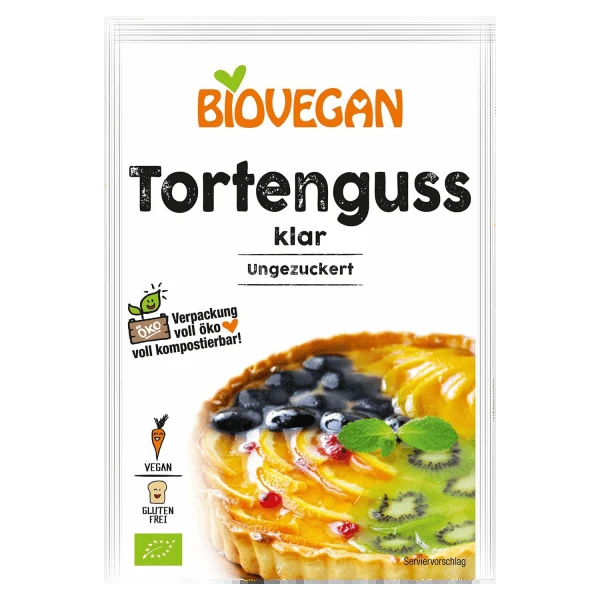 BIOVEGAN
Tortenguss
klar
Ungezuckert
ÖKO
Verpackung
voll öko
voll kompostierbar!
VEGAN
GLUTEN
FREI
Serviervorschlag